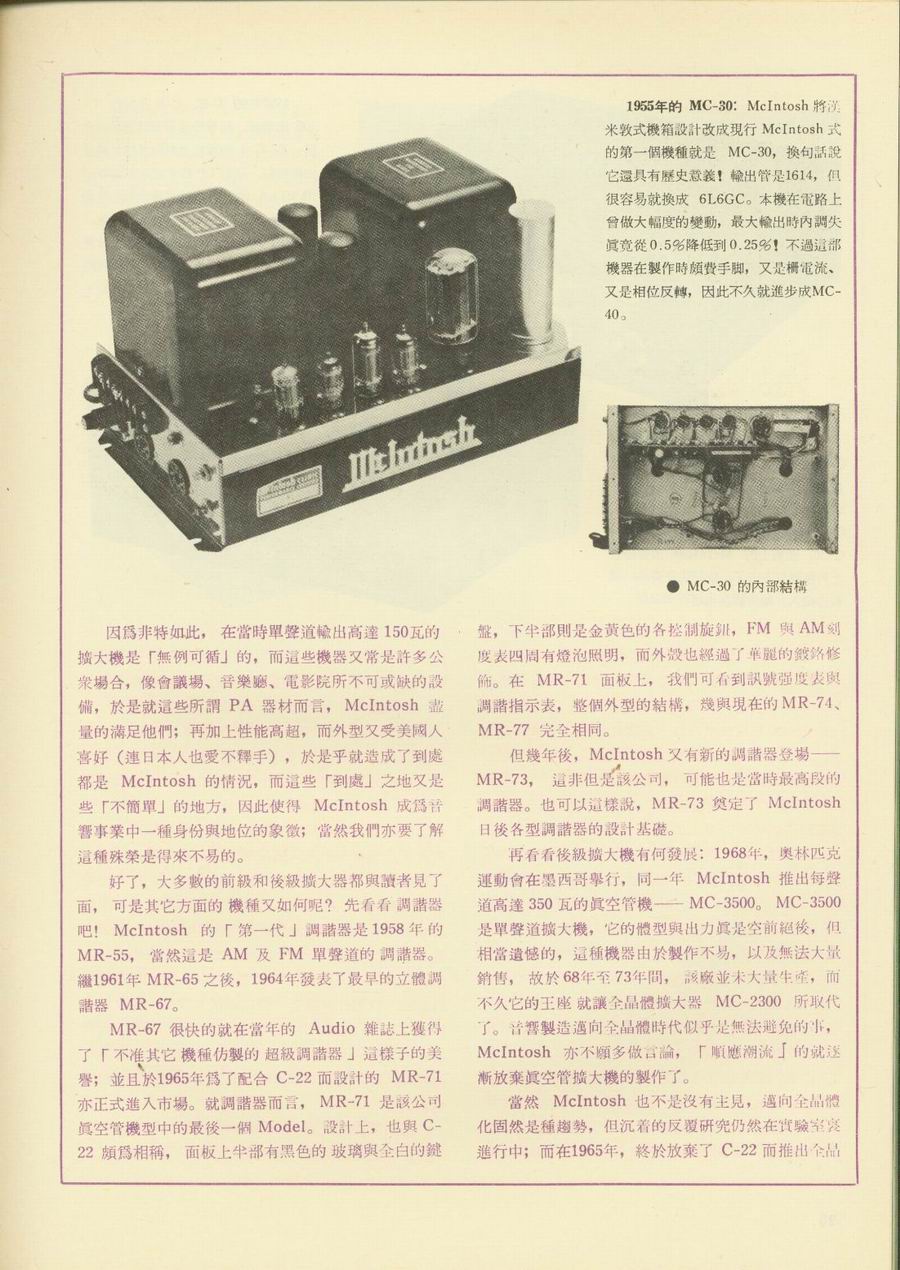 1955年的 MC-30： McIntosh 將漢
米敦式機箱設計改成現行 McIntosh 式
的第一個機種就是 MC-30，換句話說
它還具有歷史意義！輸出管是1614，但
很容易就換成 6L6GC。本機在電路上
曾做大幅度的變動，最大輸出時內調失
眞竟從0.5%降低到0.25%！不過這部
機器在製作時頗費手脚，又是柵電流、
又是相位反轉，因此不久就進步成MC-
40。
McIntosh
● MC-30 的內部結構
因爲非特如此，在當時單聲道輸出高達 150瓦的
擴大機是「無例可循」的，而這些機器又常是許多公
衆場合，像會議場、音樂廳、電影院所不可或缺的設
備，於是就這些所謂 PA 器材而言， McIntosh 盡
量的滿足他們；再加上性能高超，而外型又受美國人
喜好（連日本人也愛不釋手），於是乎就造成了到處
都是 McIntosh 的情況，而這些「到處」之地又是
些「不簡單」的地方，因此使得 McIntosh 成爲音
響事業中一種身份與地位的象徵；當然我們亦要了解
這種殊榮是得來不易的。
好了，大多數的前級和後級擴大器都與讀者見了
面，可是其它方面的機種又如何呢？先看看調諧器
吧！ McIntosh 的「第一代」調諧器是1958年的
MR-55，當然這是 AM 及 FM 單聲道的調諧器。
繼1961年 MR-65 之後，1964年發表了最早的立體調
諧器 MR-67。
MR-67 很快的就在當年的 Audio 雜誌上獲得
了「不准其它機種仿製的超級調諧器」這樣子的美
譽；並且於1965年爲了配合 C-22 而設計的 MR-71
亦正式進入市場。就調諧器而言， MR-71 是該公司
眞空管機型中的最後一個 Model。設計上，也與 C-
22 頗爲相稱，面板上半部有黑色的玻璃與全白的鍵
盤，下半部則是金黃色的各控制旋鈕，FM 與 AM刻
度表四周有燈泡照明，而外殼也經過了華麗的鍍鉻修
飾。在 MR-71 面板上，我們可看到訊號强度表與
調諧指示表，整個外型的結構，幾與現在的MR-74、
MR-77 完全相同。
但幾年後，McIntosh 又有新的調諧器登場——
MR-73，這非但是該公司，可能也是當時最高段的
調諧器。也可以這樣說，MR-73 奠定了 McIntosh
日後各型調諧器的設計基礎。
再看看後級擴大機有何發展：1968年，奧林匹克
運動會在墨西哥舉行，同一年 McIntosh 推出每聲
道高達 350 瓦的眞空管機—— MC-3500。 MC-3500
是單聲道擴大機，它的體型與出力眞是空前絕後，但
相當遺憾的，這種機器由於製作不易，以及無法大量
銷售，故於68年至73年間，該廠並未大量生產，而
不久它的王座就讓全晶體擴大器 MC-2300 所取代
了。音響製造邁向全晶體時代似乎是無法避免的事，
McIntosh 亦不願多做言論，「順應潮流」的就逐
漸放棄眞空管擴大機的製作了。
當然 McIntosh 也不是沒有主見，邁向全晶體
化固然是種趨勢，但沉着的反覆研究仍然在實驗室裏
進行中；而在1965年，終於放棄了 C-22 而推出全晶